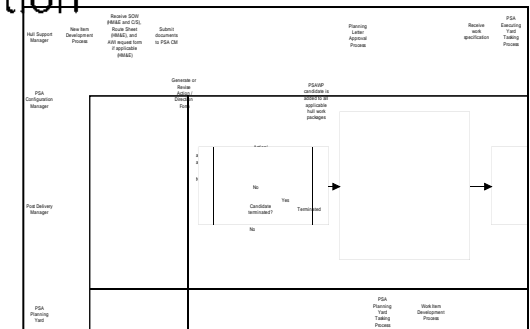 tion
Hull Support
Manager
New Item
Development
Process
Receive SOW
(HM&E and C/S),
Route Sheet
(HM&E), and
AWI request form
if applicable
(HM&E)
Submit
documents
to PSA CM
Planning
Letter
Approval
Process
Receive
work
specification
PSA
Executing
Yard
Tasking
Process
PSA
Configuration
Manager
Generate or
Revise
Action /
Direction
Form
PSAWP
candidate is
added to all
applicable
hull work
packages
Post Delivery
Manager
No
Yes
Candidate
terminated?
Terminated
No
PSA
Planning
Yard
PSA
Planning
Yard
Tasking
Process
Work Item
Development
Process